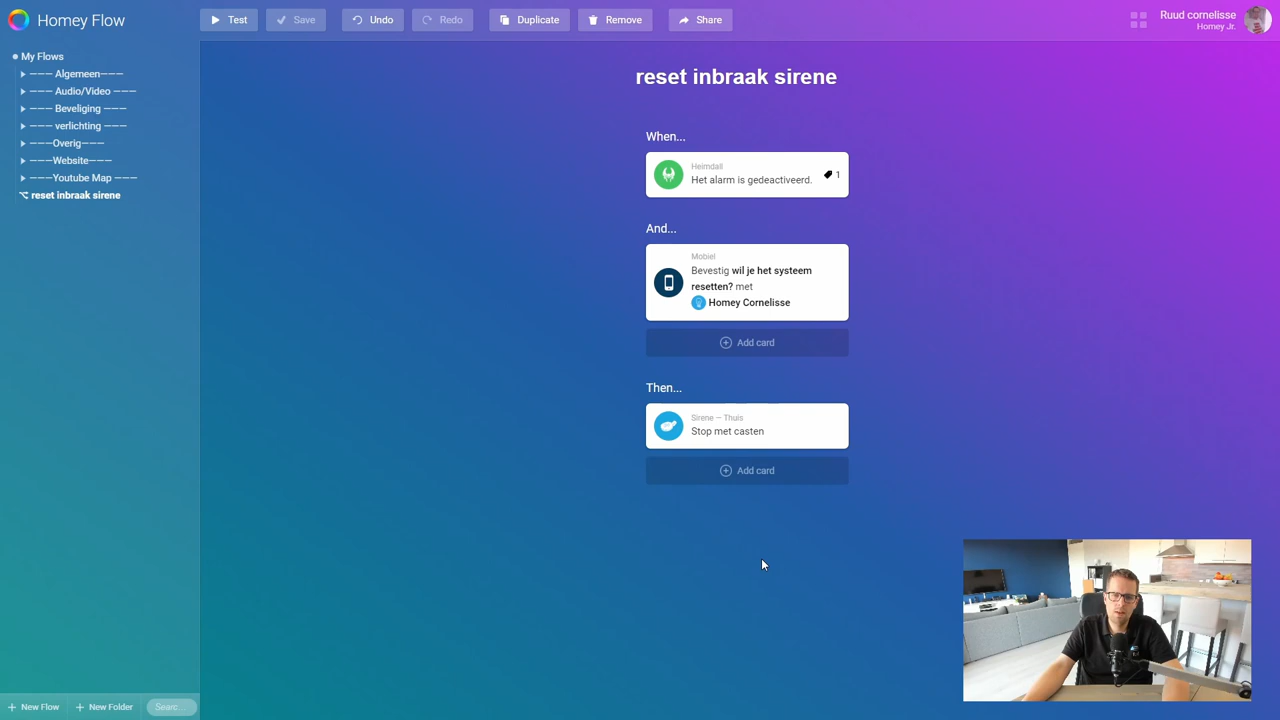 Homey Flow
Test
Save
Undo
Redo
Duplicate
Remove
Share
Ruud cornelisse
Homey Jr.
My Flows
––– Algemeen–––
––– Audio/Video –––
––– Beveliging –––
––– verlichting –––
–––Overig–––
–––Website–––
–––Youtube Map –––
reset inbraak sirene
reset inbraak sirene
When...
Heimdall
Het alarm is gedeactiveerd.
1
And...
Mobiel
Bevestig wil je het systeem
resetten? met
Homey Cornelisse
Add card
Then...
Sirene – Thuis
Stop met casten
Add card
New Flow
New Folder
Searc...